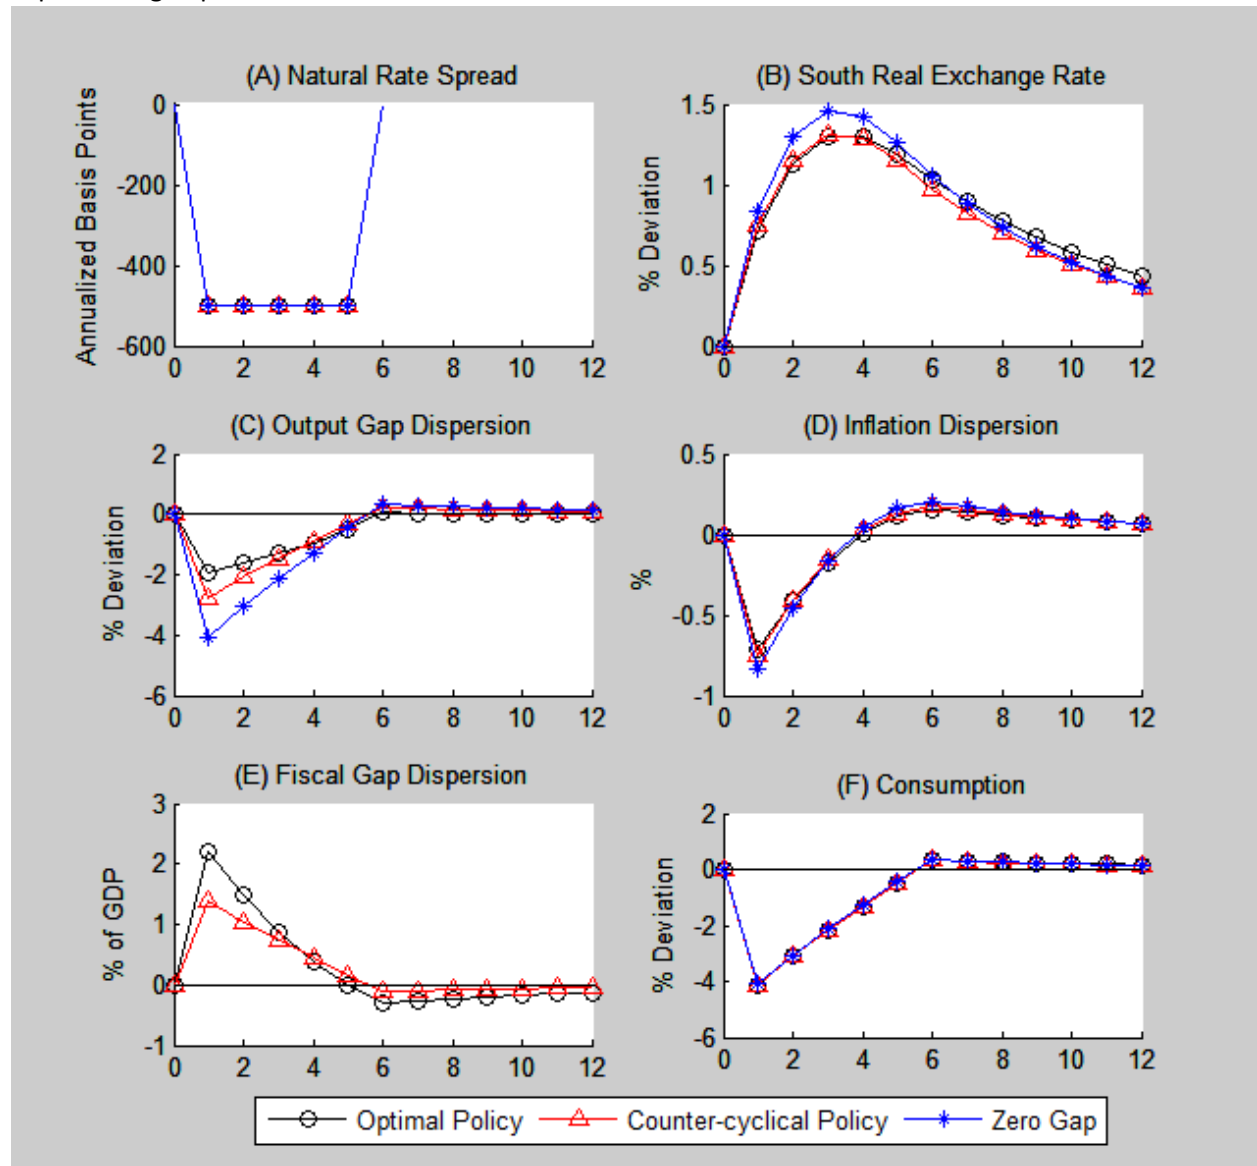 (A) Natural Rate Spread
Annualized Basis Points
0
-200
-400
-600
0 2 4 6 8 10 12
(B) South Real Exchange Rate
% Deviation
1.5
1
0.5
0
0 2 4 6 8 10 12
(C) Output Gap Dispersion
% Deviation
2
0
-2
-4
-6
0 2 4 6 8 10 12
(D) Inflation Dispersion
%
0.5
0
-0.5
-1
0 2 4 6 8 10 12
(E) Fiscal Gap Dispersion
% of GDP
3
2
1
0
-1
0 2 4 6 8 10 12
(F) Consumption
% Deviation
2
0
-2
-4
-6
0 2 4 6 8 10 12
Optimal Policy Counter-cyclical Policy Zero Gap